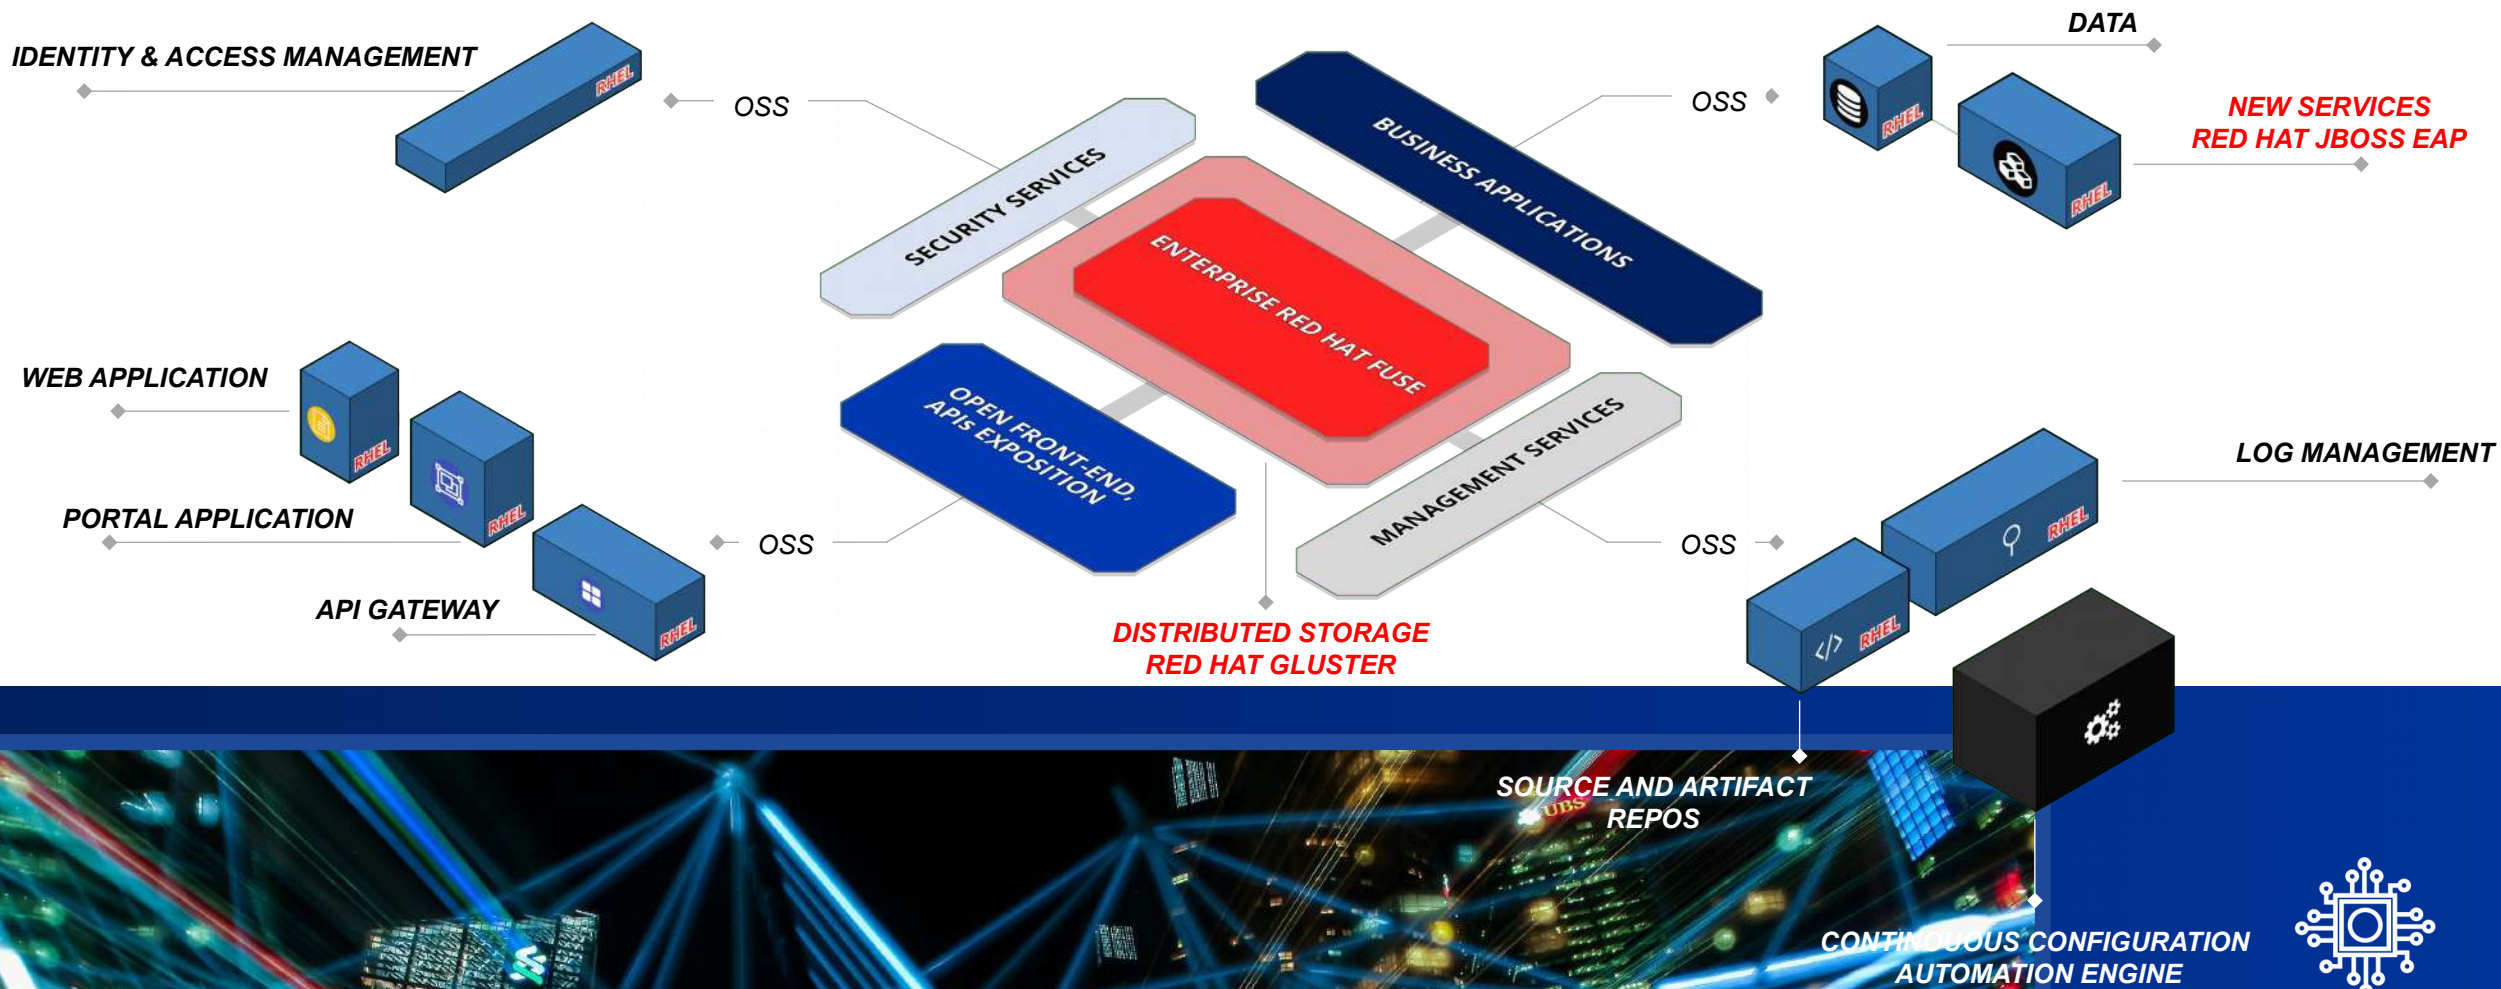 IDENTITY & ACCESS MANAGEMENT
RHEL
OSS
SECURITY SERVICES
BUSINESS APPLICATIONS
OSS
DATA
RHEL
NEW SERVICES
RED HAT JBOSS EAP
RHEL
ENTERPRISE RED HAT FUSE
WEB APPLICATION
RHEL
PORTAL APPLICATION
RHEL
API GATEWAY
RHEL
OSS
OPEN FRONT-END,
APIs EXPOSITION
MANAGEMENT SERVICES
OSS
LOG MANAGEMENT
RHEL
</> RHEL
DISTRIBUTED STORAGE
RED HAT GLUSTER
SOURCE AND ARTIFACT
REPOS
UBS
CONTINOUOUS CONFIGURATION
AUTOMATION ENGINE